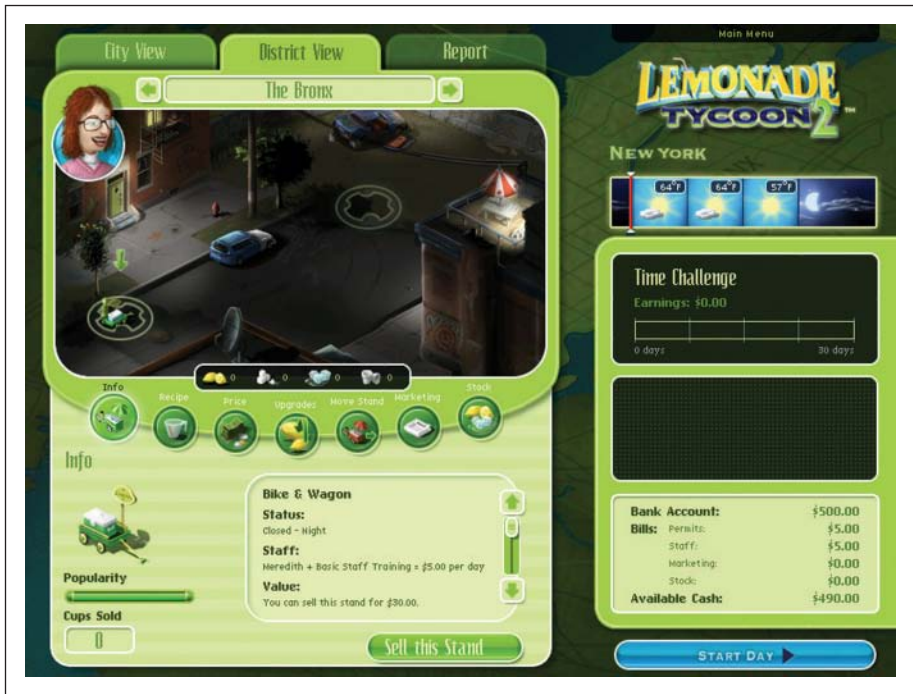 Main Menu
City View
District View
Report
The Bronx
LEMONADE
TYCOON 2™
NEW YORK
64°F
64°F
57°F
Time Challenge
Earnings: $0.00
0 days
30 days
0
0
0
0
Info
Recipe
Price
Upgrades
Move Stand
Marketing
Stock
Info
Bike & Wagon
Status:
Closed - Night
Staff:
Meredith + Basic Staff Training = $5.00 per day
Value:
You can sell this stand for $30.00.
Popularity
Cups Sold
0
Sell this Stand
Bank Account: $500.00
Bills: Permits: $5.00
Staff: $5.00
Marketing: $0.00
Stock: $0.00
Available Cash: $490.00
START DAY